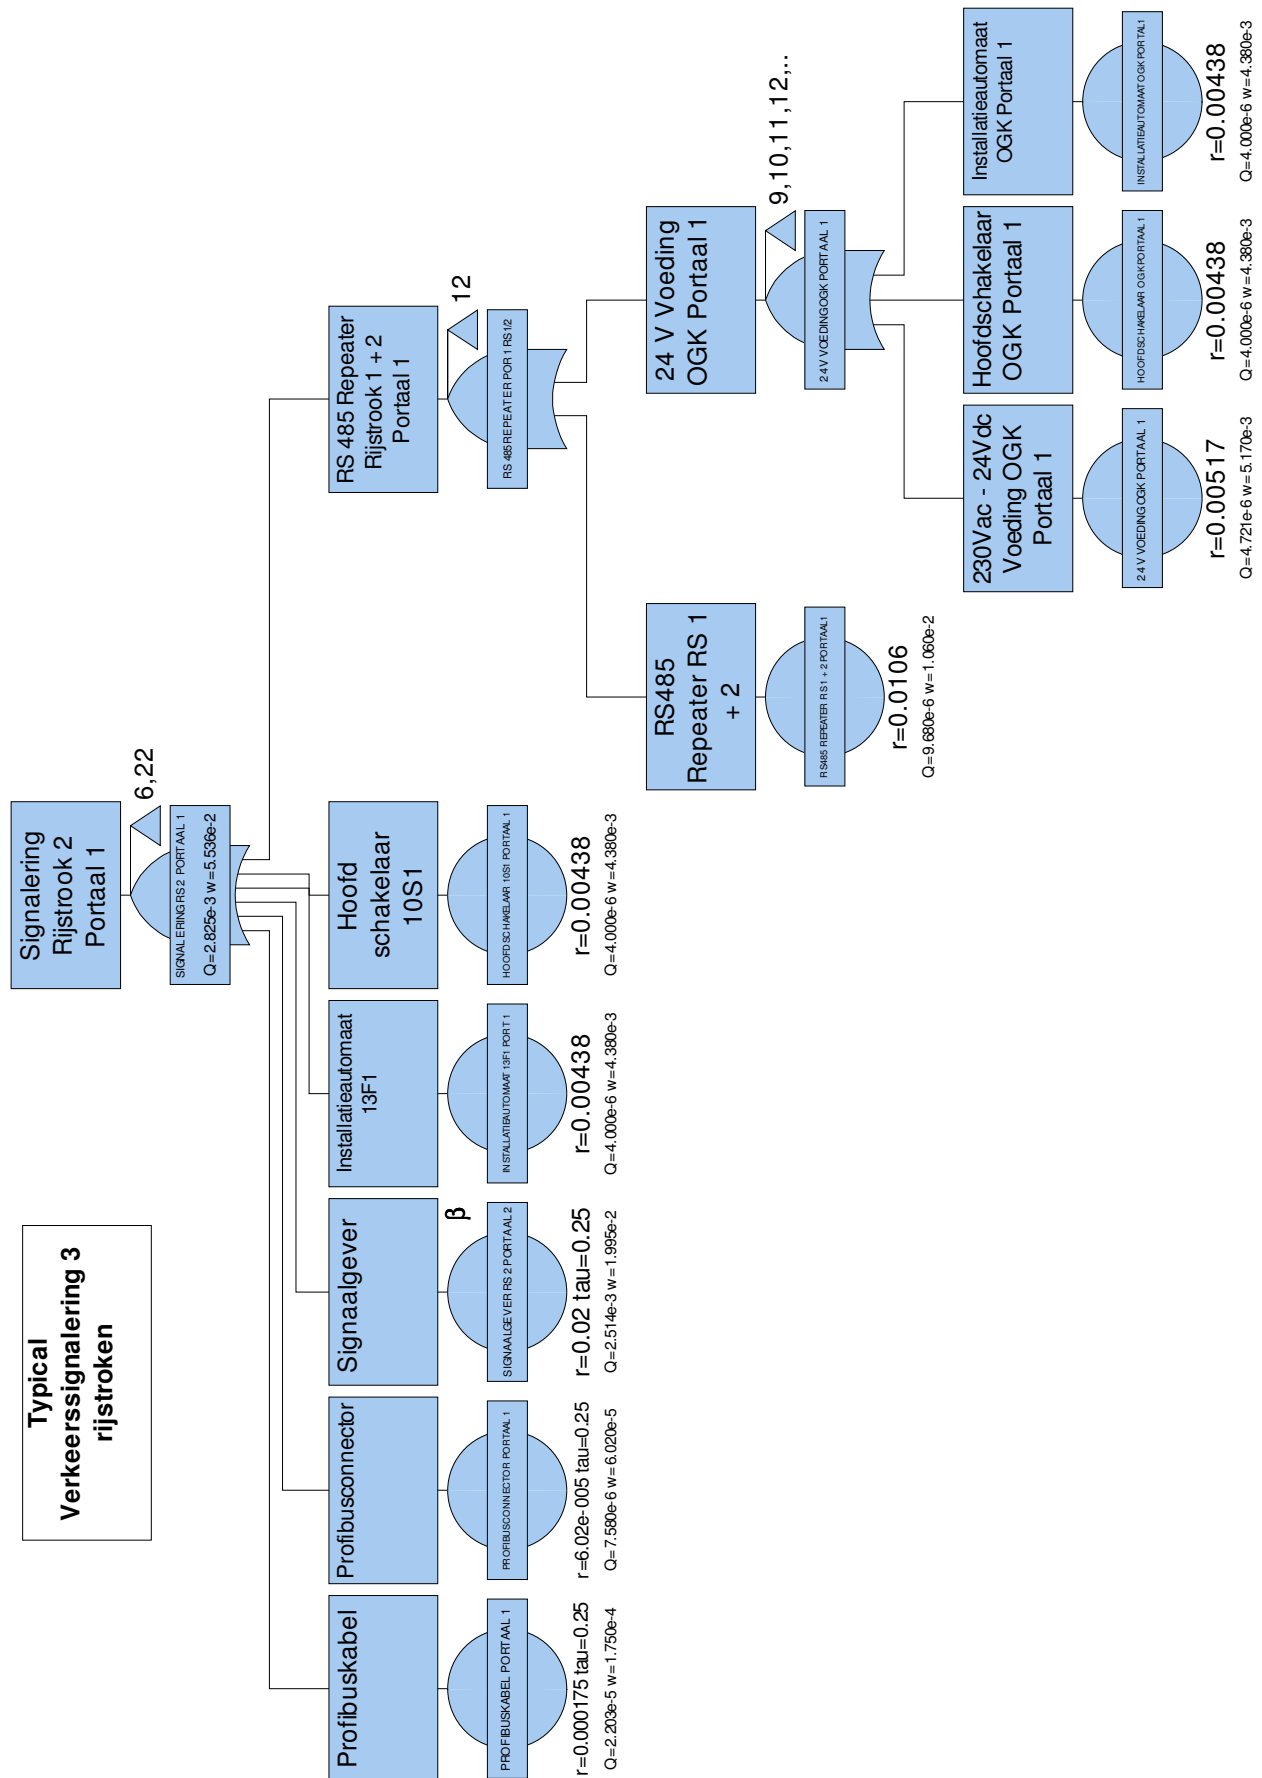 Typical
Verkeerssignalering 3
rijstroken
Signalering
Rijstrook 2
Portaal 1
SIGNALERING RS 2 PORTAAL 1
Q=2.825e-3 w=5.536e-2
6,22
Profibuskabel
PROFIBUSKABEL PORTAAL 1
r=0.000175 tau=0.25
Q=2.203e-5 w=1.750e-4
Profibusconnector
PROFIBUSCONNECTOR PORTAAL 1
r=6.02e-005 tau=0.25
Q=7.580e-6 w=6.020e-5
Signaalgever
β
SIGNAALGEVER RS 2 PORTAAL 2
r=0.02 tau=0.25
Q=2.514e-3 w=1.995e-2
Installatieautomaat
13F1
INSTALLATIEAUTOMAAT 13F1 PORT 1
r=0.00438
Q=4.000e-6 w=4.380e-3
Hoofd
schakelaar
10S1
HOOFDSCHAKELAAR 10S1 PORTAAL 1
r=0.00438
Q=4.000e-6 w=4.380e-3
RS 485 Repeater
Rijstrook 1 + 2
Portaal 1
RS 485 REPEATER POR 1 RS 1/2
12
RS485
Repeater RS 1
+ 2
RS485 REPEATER RS 1 + 2 PORTAAL1
r=0.0106
Q=9.680e-6 w=1.060e-2
24 V Voeding
OGK Portaal 1
24 V VOEDING OGK PORTAAL 1
9,10,11,12,..
230Vac - 24Vdc
Voeding OGK
Portaal 1
24 V VOEDING OGK PORTAAL 1
r=0.00517
Q=4.721e-6 w=5.170e-3
Hoofdschakelaar
OGK Portaal 1
HOOFDSCHAKELAAR OGK PORTAAL1
r=0.00438
Q=4.000e-6 w=4.380e-3
Installatieautomaat
OGK Portaal 1
INSTALLATIEAUTOMAAT OGK PORTAL1
r=0.00438
Q=4.000e-6 w=4.380e-3